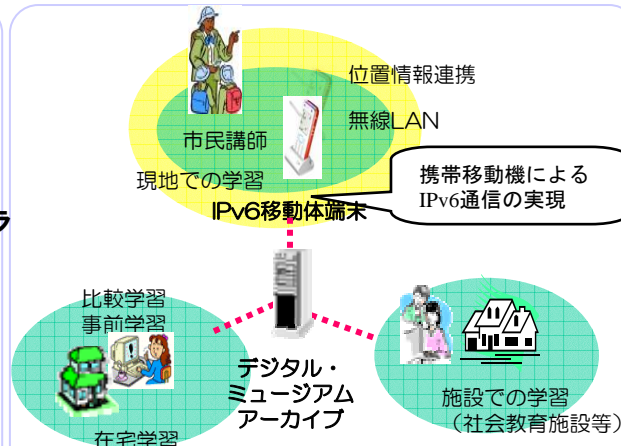 位置情報連携
無線LAN
市民講師
現地での学習
IPv6移動体端末
携帯移動機による
IPv6通信の実現
ラ
比較学習
事前学習
在宅学習
デジタル・
ミュージアム
アーカイブ
施設での学習
（社会教育施設等）